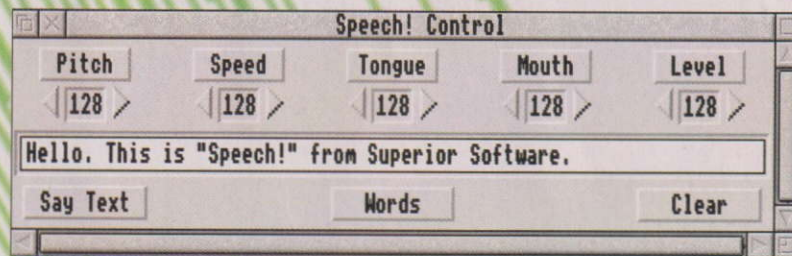 Speech! Control
Pitch Speed Tongue Mouth Level
128 128 128 128 128
Hello. This is "Speech!" from Superior Software.
Say Text Words Clear